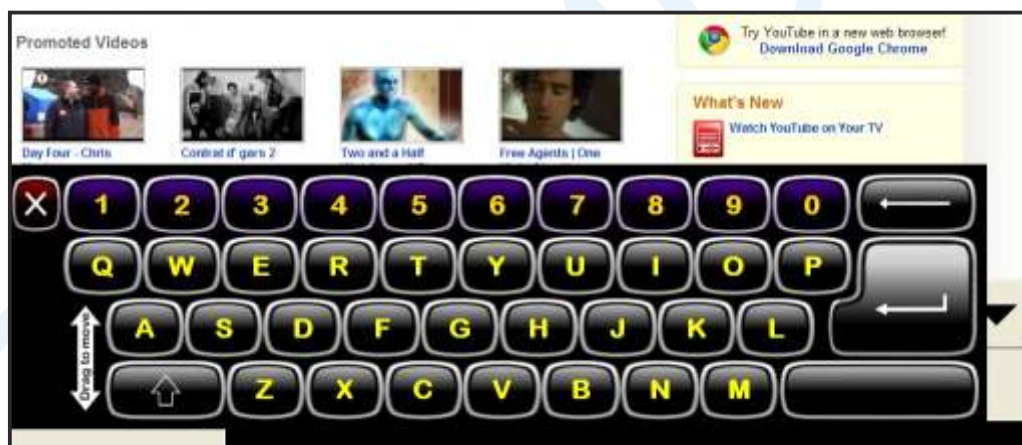 Promoted Videos
Try YouTube in a new web browser!
Download Google Chrome
What's New
Watch YouTube on Your TV
Day Four - Chris
Contrat d' gars 2
Two and a Half
Free Agents | One
X 1 2 3 4 5 6 7 8 9 0
Q W E R T Y U I O P
A S D F G H J K L
Drag to move
Z X C V B N M